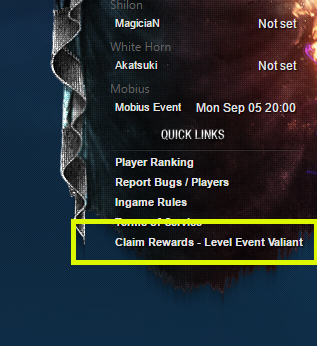 Shilon
MagiciaN Not set
White Horn
Akatsuki Not set
Mobius
Mobius Event Mon Sep 05 20:00
QUICK LINKS
Player Ranking
Report Bugs / Players
Ingame Rules
Terms of Service
Claim Rewards - Level Event Valiant